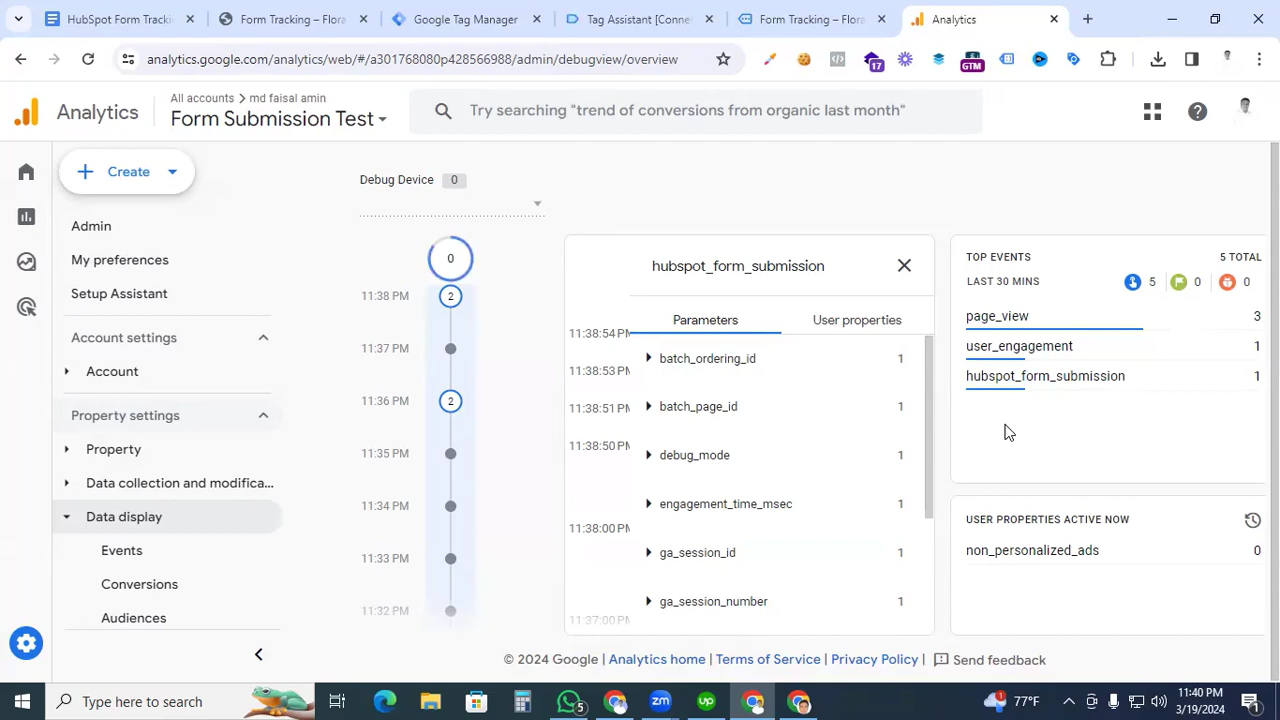 HubSpot Form Tracki
Form Tracking – Flora
Google Tag Manager
Tag Assistant [Conne
Form Tracking – Flora
Analytics
analytics.google.com/analytics/web/#/a301768080p428566988/admin/debugview/overview
17
GTM
Analytics
All accounts > md faisal amin
Form Submission Test
Try searching "trend of conversions from organic last month"
Create
Admin
My preferences
Setup Assistant
Account settings
Account
Property settings
Property
Data collection and modifica...
Data display
Events
Conversions
Audiences
Debug Device 0
0
11:38 PM 2
11:37 PM
11:36 PM 2
11:35 PM
11:34 PM
11:33 PM
11:32 PM
11:38:54 PM
11:38:53 PM
11:38:51 PM
11:38:50 PM
11:38:00 PM
11:37:00 PM
hubspot_form_submission
Parameters
User properties
batch_ordering_id 1
batch_page_id 1
debug_mode 1
engagement_time_msec 1
ga_session_id 1
ga_session_number 1
TOP EVENTS 5 TOTAL
LAST 30 MINS 5 0 0
page_view 3
user_engagement 1
hubspot_form_submission 1
USER PROPERTIES ACTIVE NOW
non_personalized_ads 0
© 2024 Google | Analytics home | Terms of Service | Privacy Policy | Send feedback
Type here to search
5
1
77°F
11:40 PM
3/19/2024